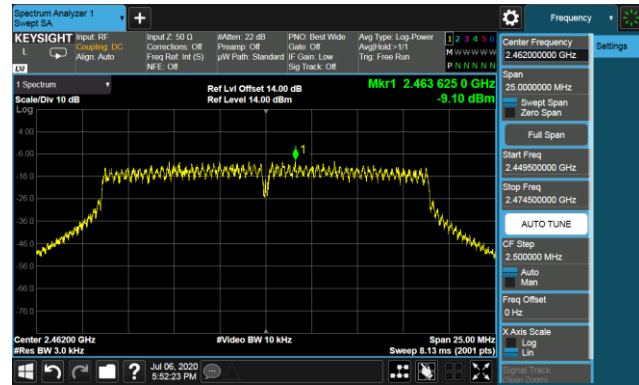 Spectrum Analyzer 1
Swept SA
+
Frequency
KEYSIGHT
L
LXI
Input: RF
Coupling: DC
Align: Auto
Input Z: 50 Ω
Corrections: Off
Freq Ref: Int (S)
NFE: Off
#Atten: 22 dB
Preamp: Off
µW Path: Standard
PNO: Best Wide
Gate: Off
IF Gain: Low
Sig Track: Off
Avg Type: Log-Power
Avg|Hold:>1/1
Trig: Free Run
1 2 3 4 5 6
M W W W W W
P N N N N N
1 Spectrum
Scale/Div 10 dB
Log
Ref Lvl Offset 14.00 dB
Ref Level 14.00 dBm
Mkr1 2.463 625 0 GHz
-9.10 dBm
4.00
-6.00
-16.0
-26.0
-36.0
-46.0
-56.0
-66.0
-76.0
1
Center 2.46200 GHz
#Res BW 3.0 kHz
#Video BW 10 kHz
Span 25.00 MHz
Sweep 8.13 ms (2001 pts)
Center Frequency
2.462000000 GHz
Settings
Span
25.0000000 MHz
Swept Span
Zero Span
Full Span
Start Freq
2.449500000 GHz
Stop Freq
2.474500000 GHz
AUTO TUNE
CF Step
2.500000 MHz
Auto
Man
Freq Offset
0 Hz
X Axis Scale
Log
Lin
Signal Track
(Span Zoom)
?
Jul 06, 2020
5:52:23 PM